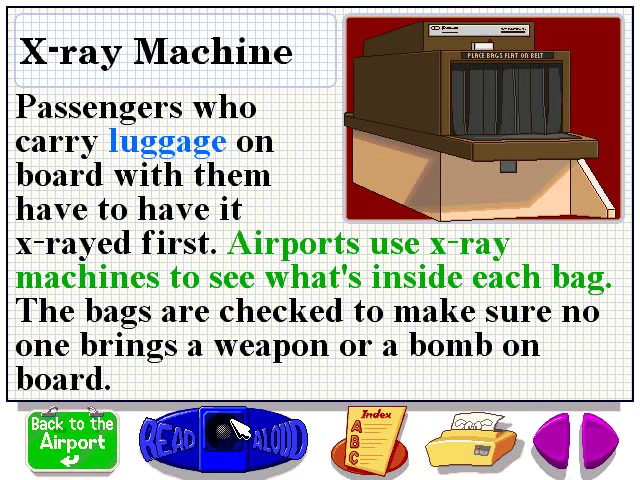 X-ray Machine
PLACE BAGS FLAT ON BELT
Passengers who
carry luggage on
board with them
have to have it
x-rayed first. Airports use x-ray
machines to see what's inside each bag.
The bags are checked to make sure no
one brings a weapon or a bomb on
board.
Back to the
Airport
READ ALOUD
Index
A
B
C